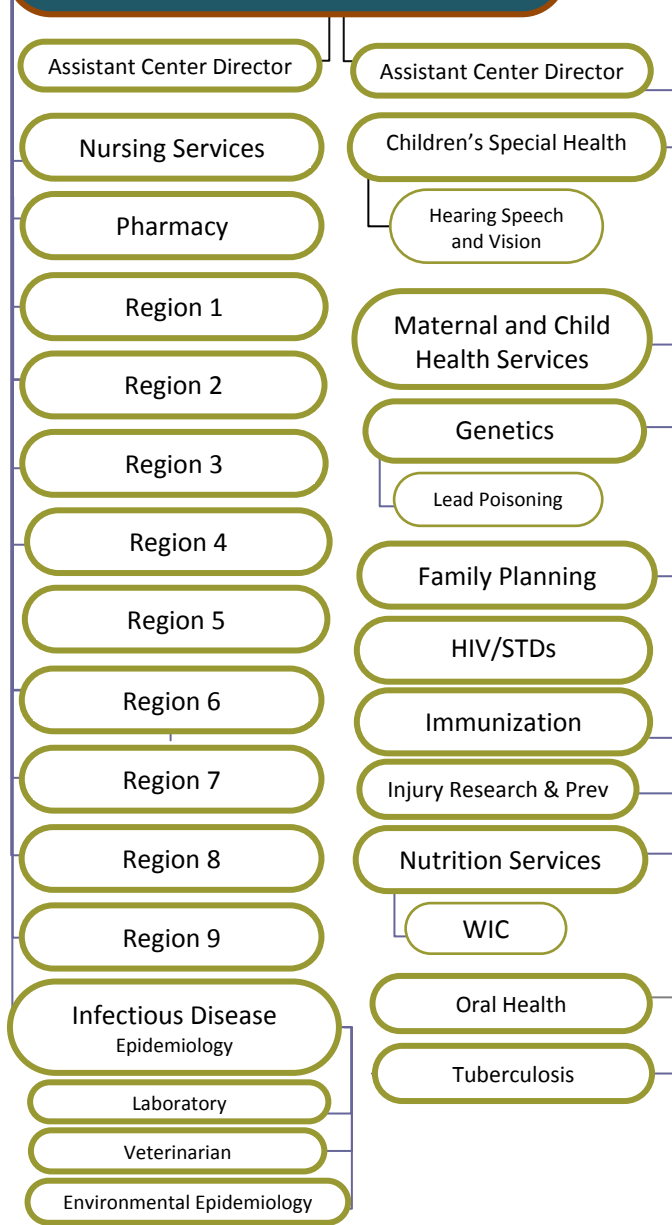 Assistant Center Director
Nursing Services
Pharmacy
Region 1
Region 2
Region 3
Region 4
Region 5
Region 6
Region 7
Region 8
Region 9
Infectious Disease
Epidemiology
Laboratory
Veterinarian
Environmental Epidemiology
Assistant Center Director
Children’s Special Health
Hearing Speech
and Vision
Maternal and Child
Health Services
Genetics
Lead Poisoning
Family Planning
HIV/STDs
Immunization
Injury Research & Prev
Nutrition Services
WIC
Oral Health
Tuberculosis